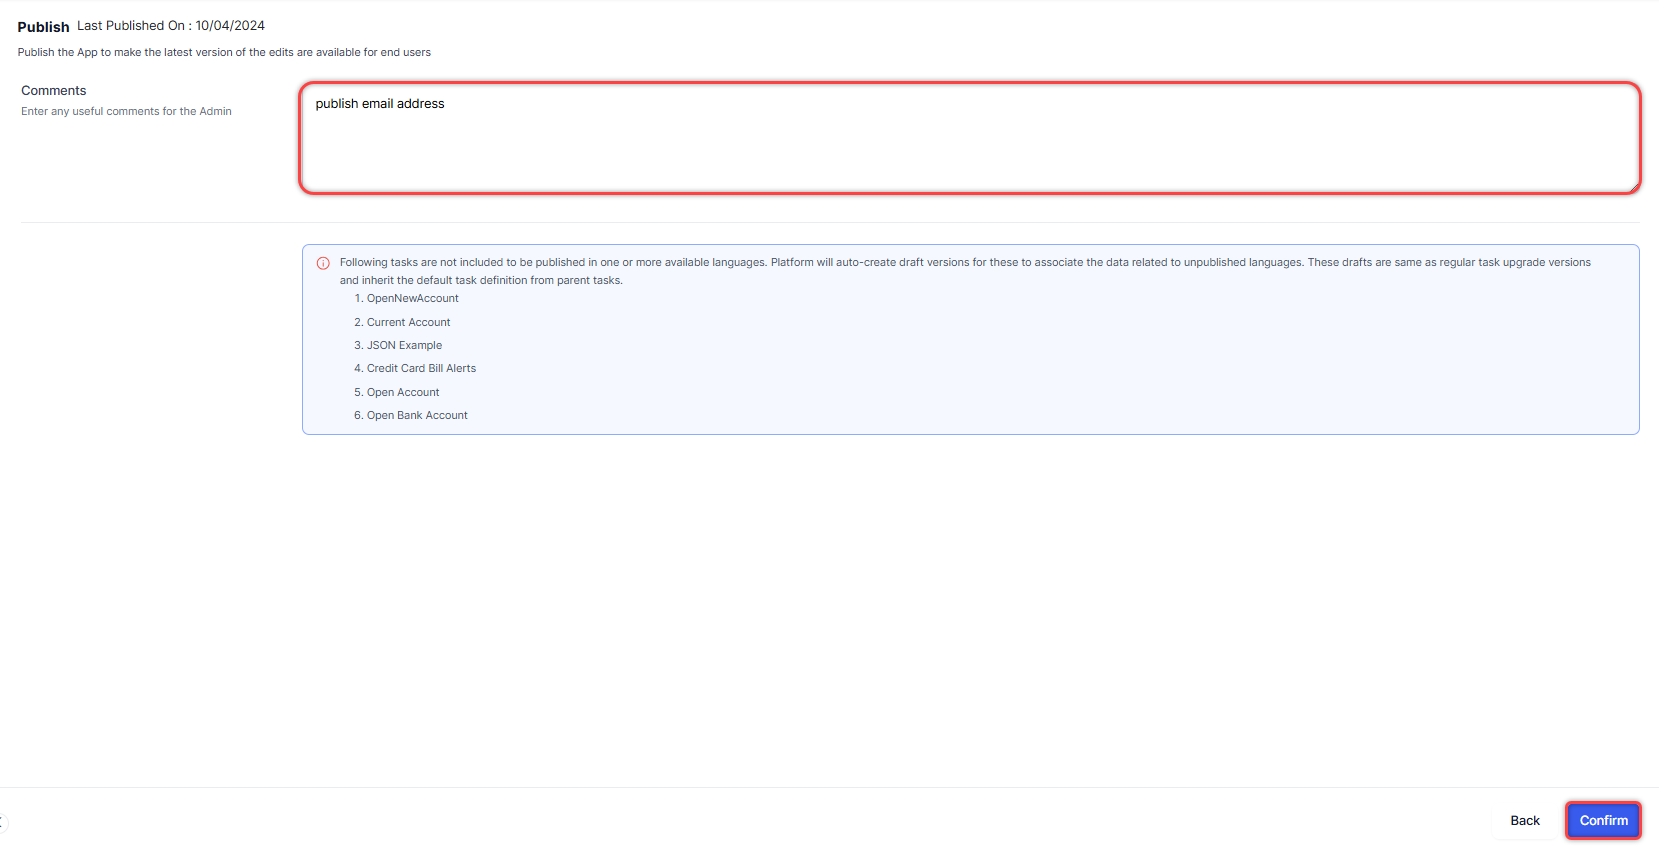 Publish Last Published On : 10/04/2024
Publish the App to make the latest version of the edits are available for end users
Comments
Enter any useful comments for the Admin
publish email address
Following tasks are not included to be published in one or more available languages. Platform will auto-create draft versions for these to associate the data related to unpublished languages. These drafts are same as regular task upgrade versions
and inherit the default task definition from parent tasks.
1. OpenNewAccount
2. Current Account
3. JSON Example
4. Credit Card Bill Alerts
5. Open Account
6. Open Bank Account
Back
Confirm